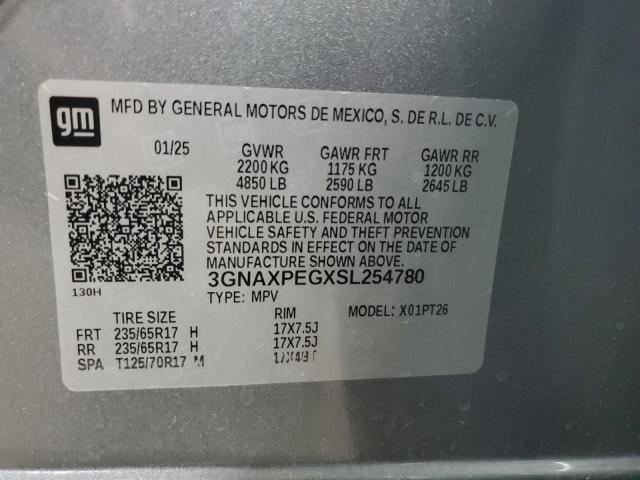 gm
MFD BY GENERAL MOTORS DE MEXICO, S. DE R.L. DE C.V.
01/25 GVWR GAWR FRT GAWR RR
2200 KG 1175 KG 1200 KG
4850 LB 2590 LB 2645 LB
THIS VEHICLE CONFORMS TO ALL
APPLICABLE U.S. FEDERAL MOTOR
VEHICLE SAFETY AND THEFT PREVENTION
STANDARDS IN EFFECT ON THE DATE OF
MANUFACTURE SHOWN ABOVE.
3GNAXPEGXSL254780
130H
TYPE: MPV MODEL: X01PT26
TIRE SIZE RIM
FRT 235/65R17 H 17X7.5J
RR 235/65R17 H 17X7.5J
SPA T125/70R17 M